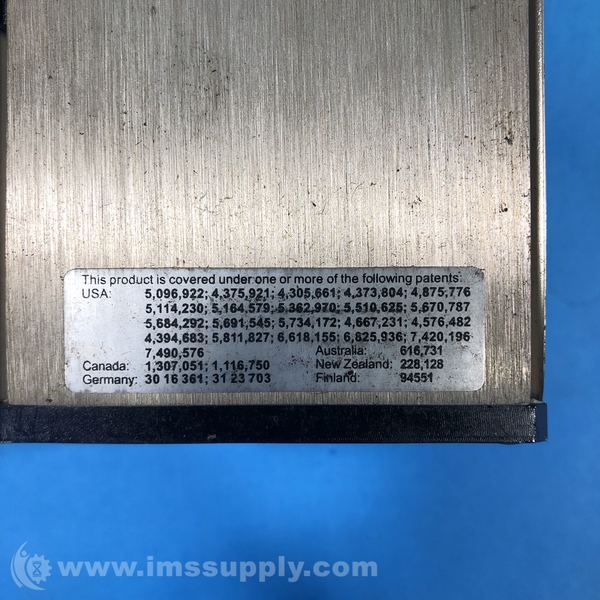 This product is covered under one or more of the following patents:
USA: 5,096,922; 4,375,921; 4,305,661; 4,373,804; 4,875,776
5,114,230; 5,164,579; 5,362,970; 5,510,625; 5,670,787
5,684,292; 5,691,545; 5,734,172; 4,667,231; 4,576,482
4,394,683; 5,811,827; 6,618,155; 6,825,936; 7,420,196
7,490,576 Australia: 616,731
Canada: 1,307,051; 1,116,750 New Zealand: 228,128
Germany: 30 16 361; 31 23 703 Finland: 94551
www.imssupply.com